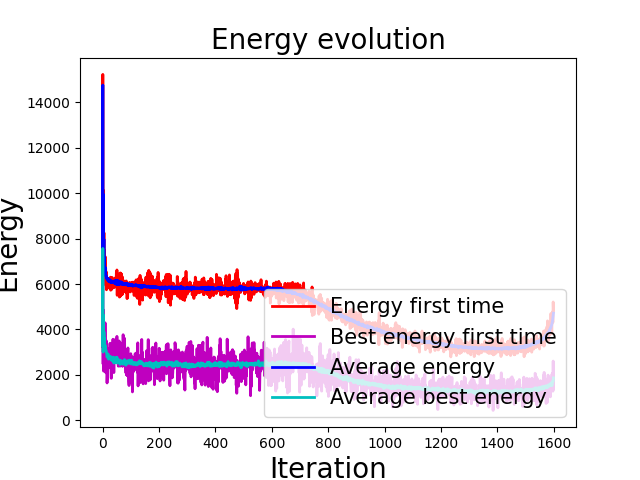 Energy evolution
Energy
14000
12000
10000
8000
6000
4000
2000
0
Energy first time
Best energy first time
Average energy
Average best energy
0 200 400 600 800 1000 1200 1400 1600
Iteration